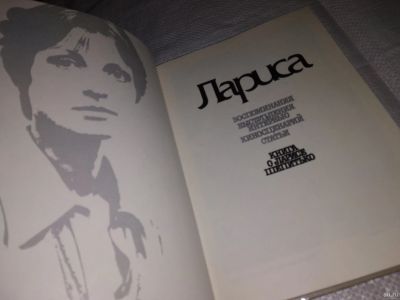 Лариса
ВОСПОМИНАНИЯ
ВЫСТУПЛЕНИЯ
ИНТЕРВЬЮ
КИНОСЦЕНАРИЙ
СТАТЬИ
КНИГА
О ЛАРИСЕ
ШЕПИТЬКО